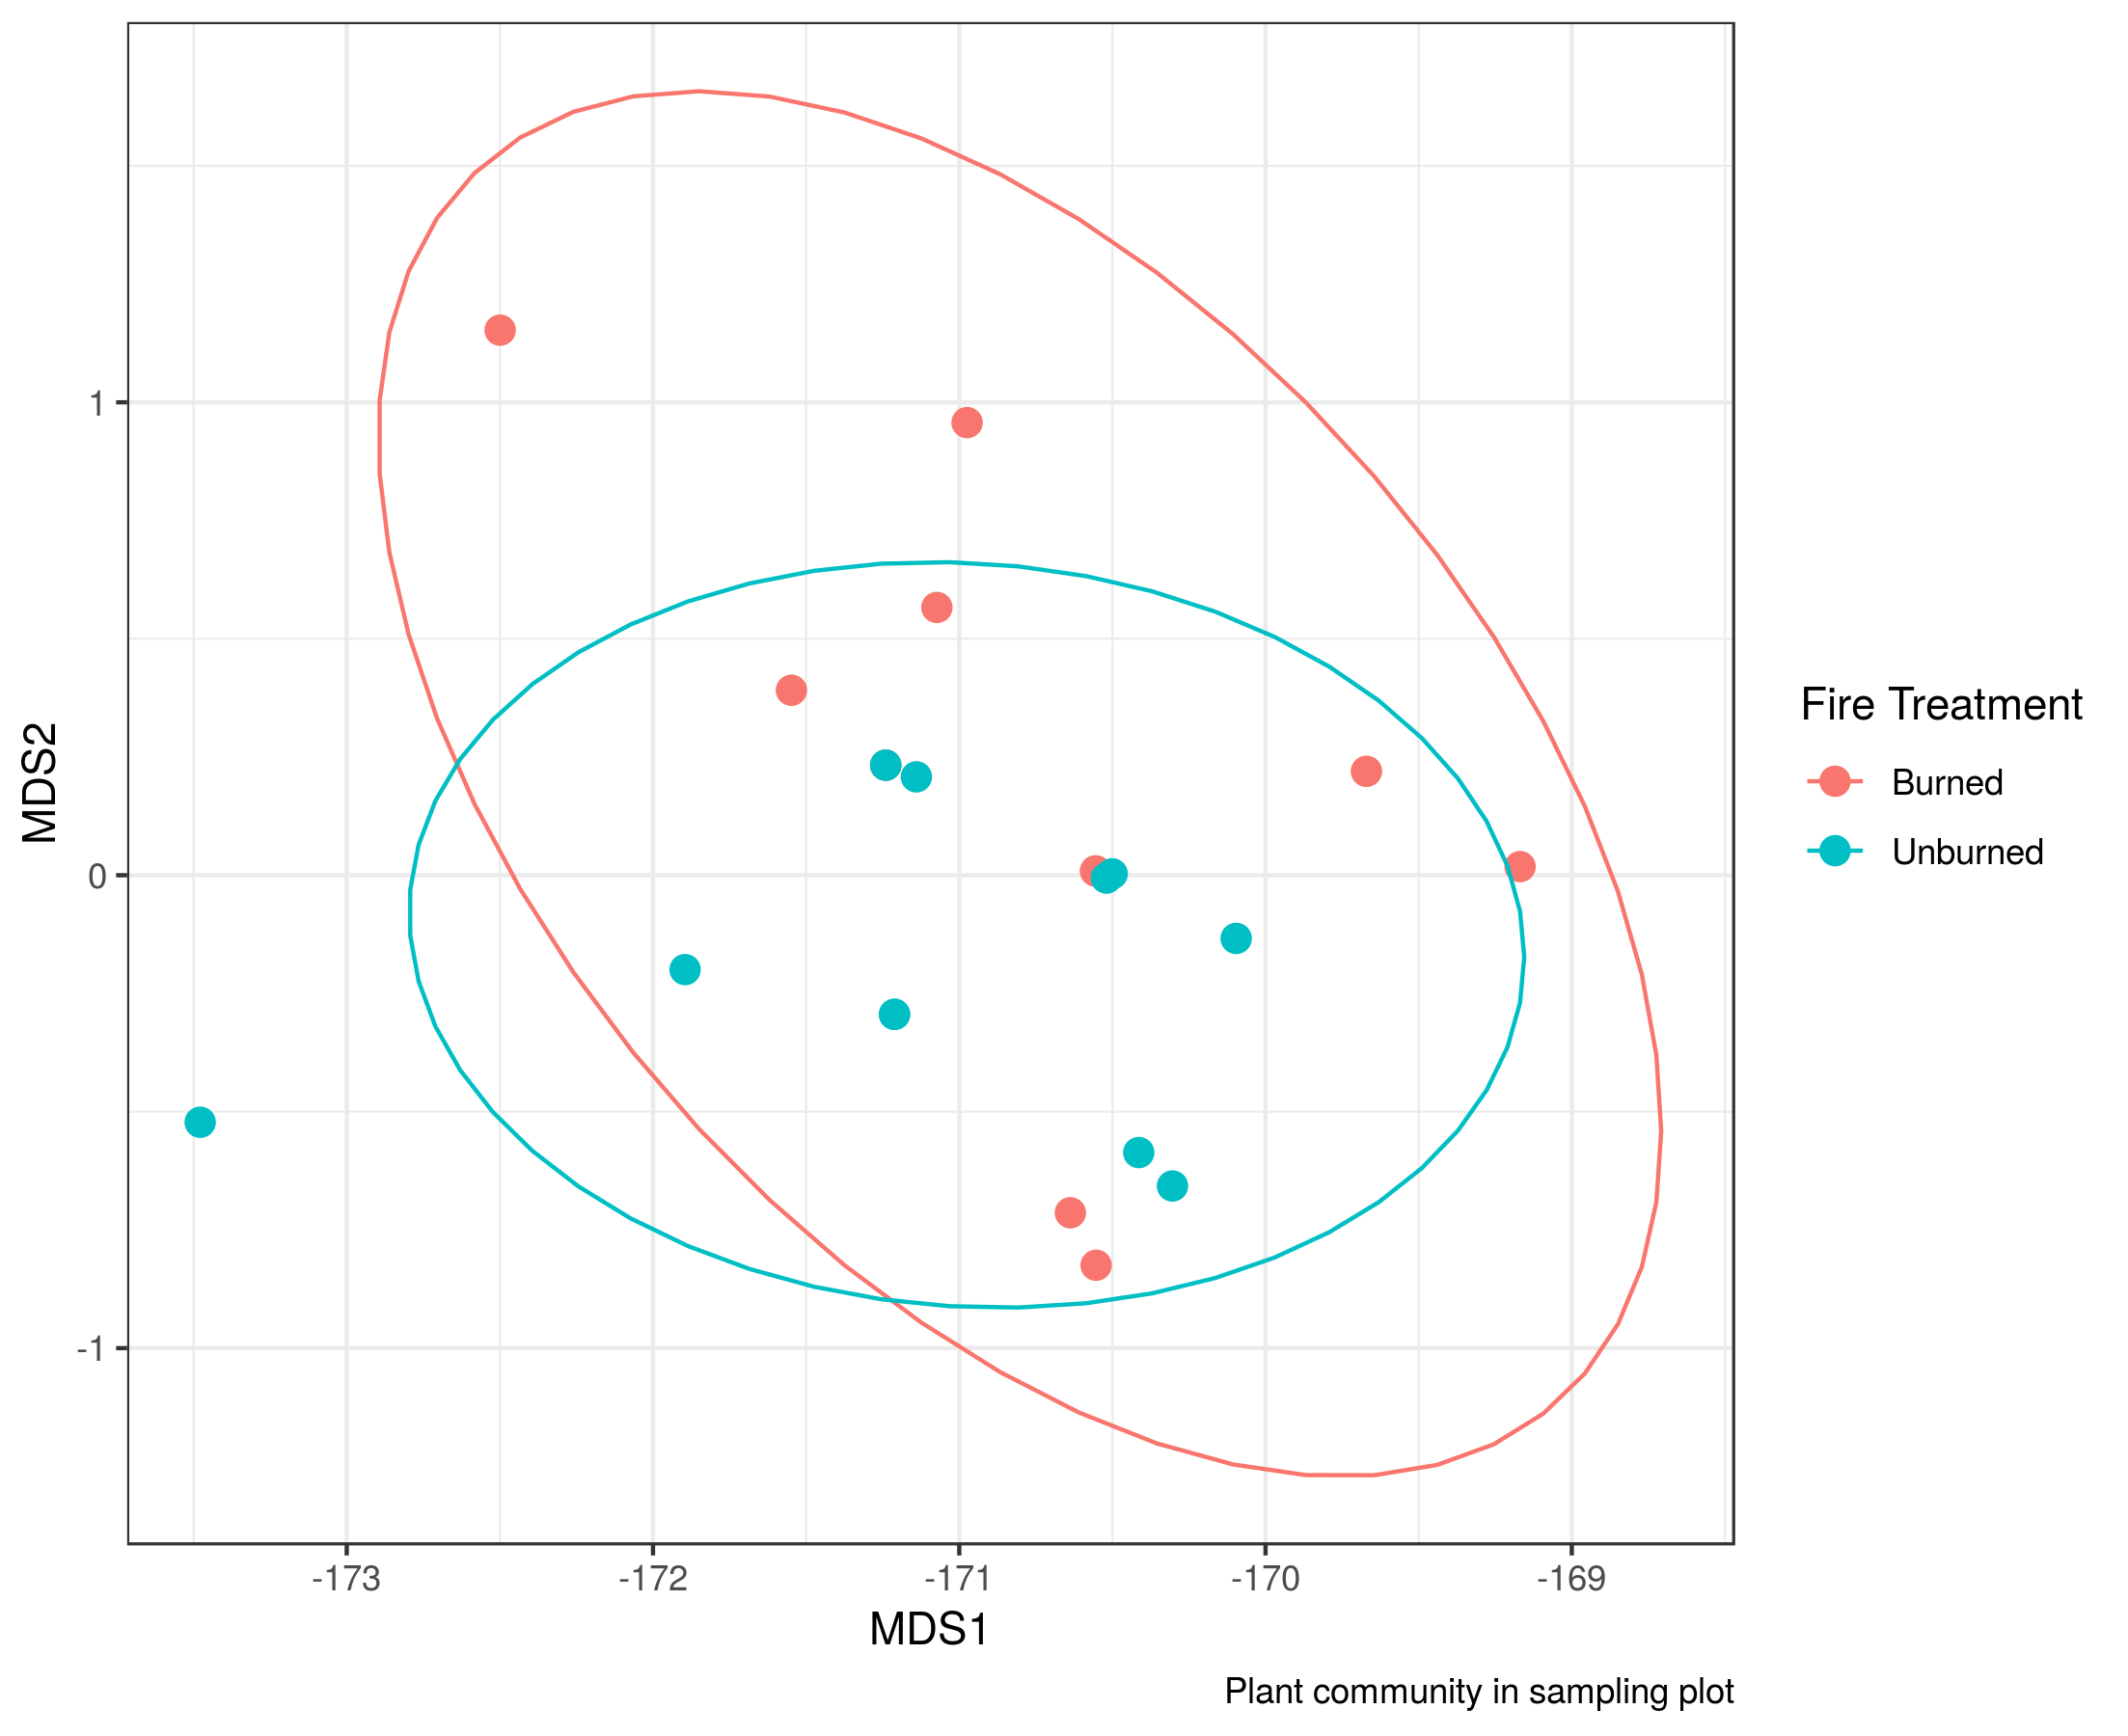 1
0
-1
MDS2
-173
-172
-171
-170
-169
MDS1
Plant community in sampling plot
Fire Treatment
Burned
Unburned